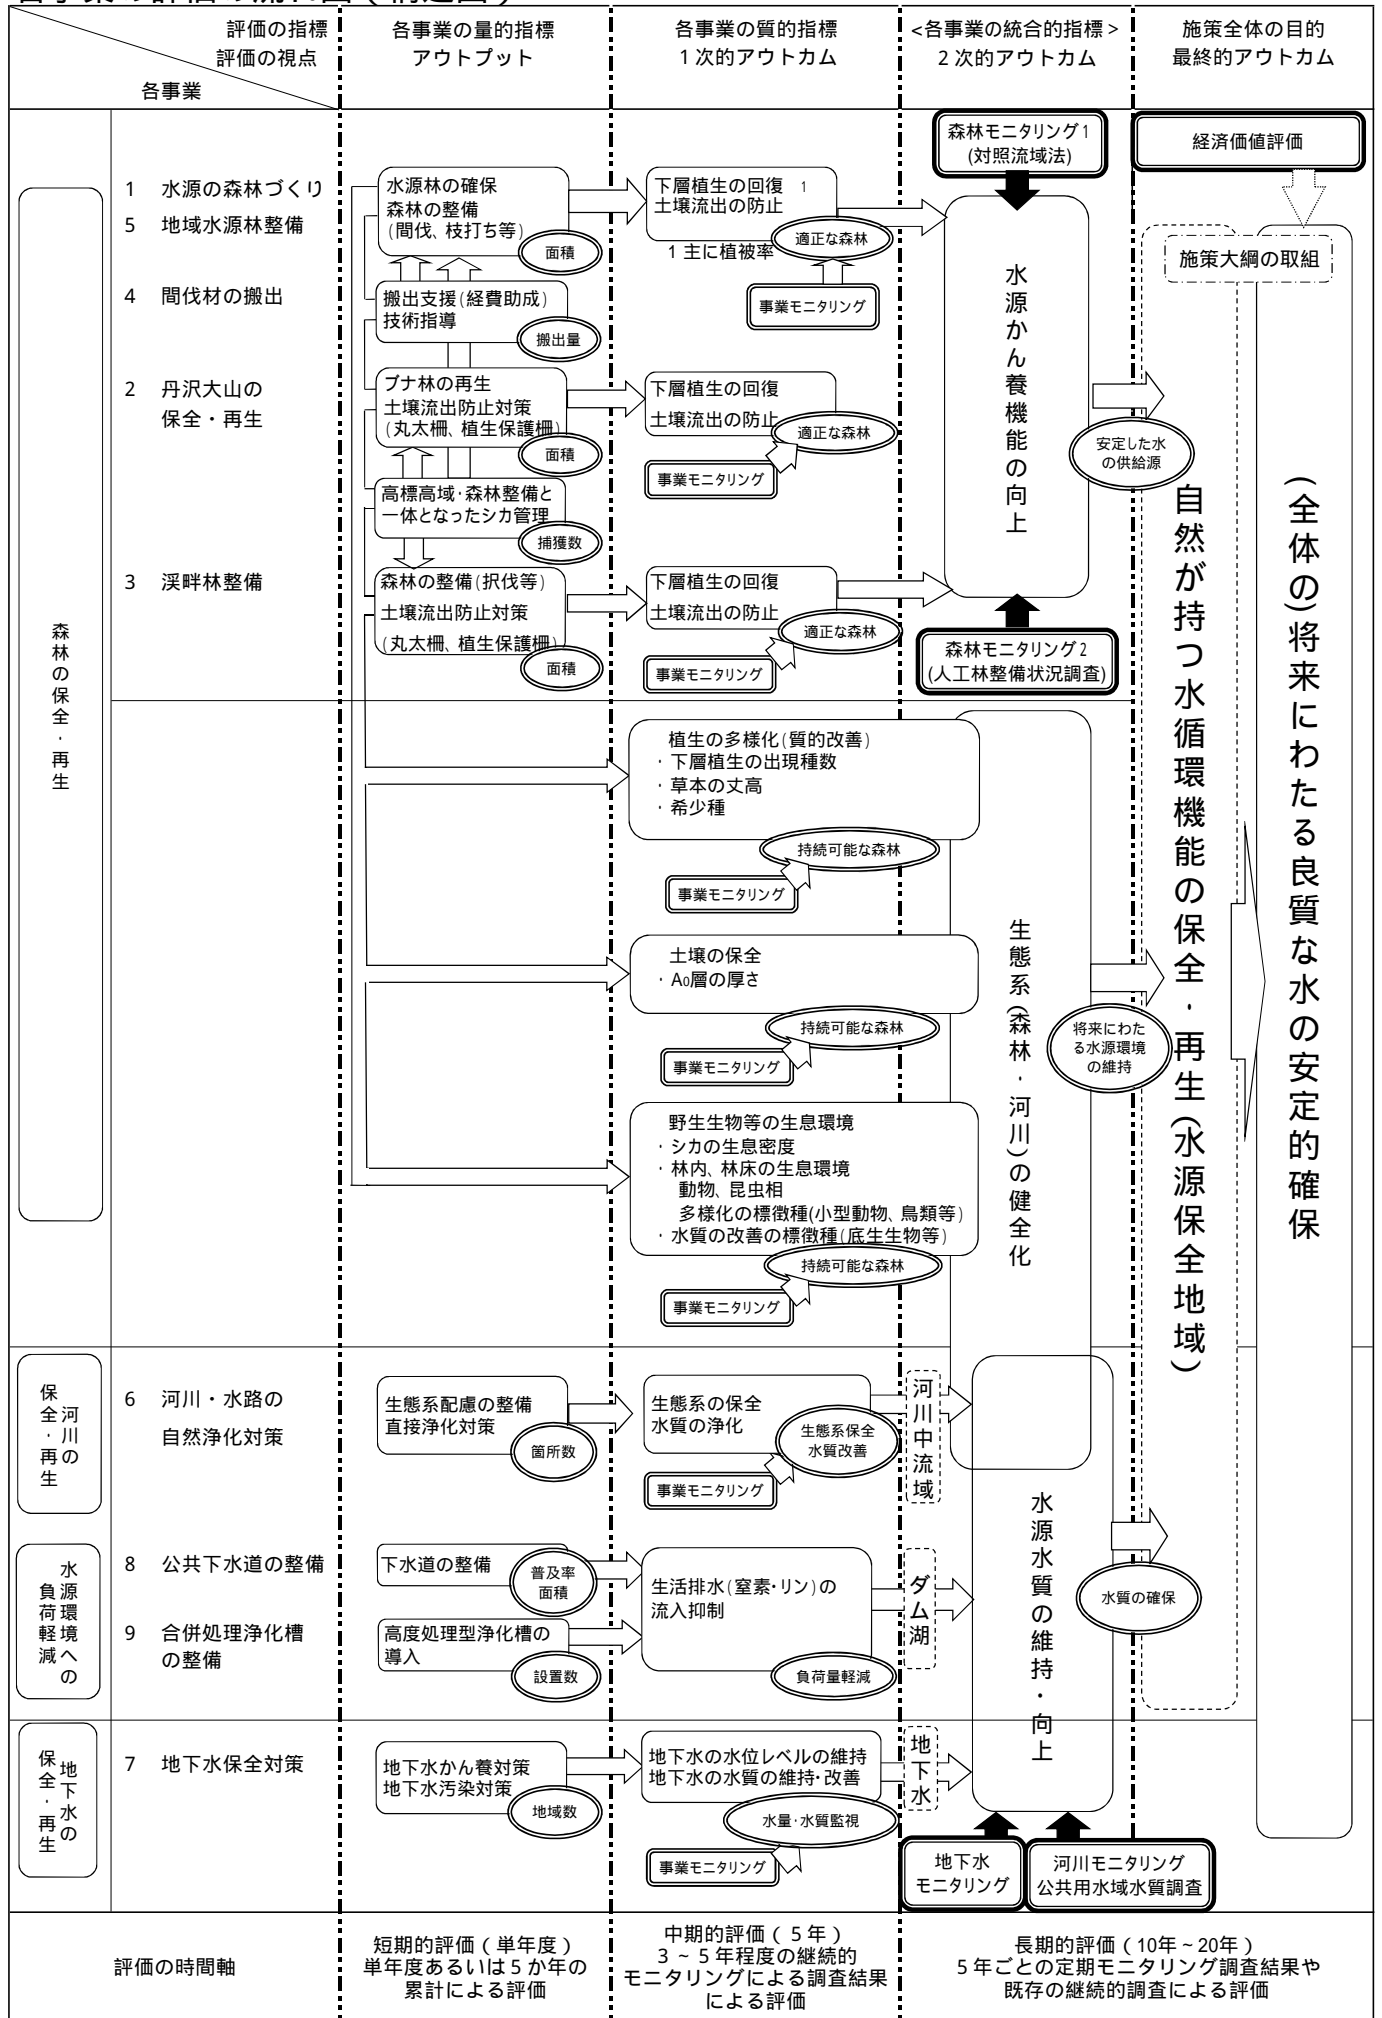 各事業の評価の流れ図(構造図)
評価の指標
評価の視点
各事業
各事業の量的指標
アウトプット
各事業の質的指標
1次的アウトカム
<各事業の統合的指標>
2次的アウトカム
施策全体の目的
最終的アウトカム
森林の保全・再生
1 水源の森林づくり
5 地域水源林整備
4 間伐材の搬出
2 丹沢大山の
保全・再生
3 渓畔林整備
水源林の確保
森林の整備
(間伐、枝打ち等)
面積
搬出支援(経費助成)
技術指導
搬出量
ブナ林の再生
土壌流出防止対策
(丸太柵、植生保護柵)
面積
高標高域・森林整備と
一体となったシカ管理
捕獲数
森林の整備(択伐等)
土壌流出防止対策
(丸太柵、植生保護柵)
面積
下層植生の回復 1
土壌流出の防止
適正な森林
1 主に植被率
事業モニタリング
下層植生の回復
土壌流出の防止
適正な森林
事業モニタリング
下層植生の回復
土壌流出の防止
適正な森林
事業モニタリング
植生の多様化(質的改善)
・下層植生の出現種数
・草本の丈高
・希少種
持続可能な森林
事業モニタリング
土壌の保全
・A0層の厚さ
持続可能な森林
事業モニタリング
野生生物等の生息環境
・シカの生息密度
・林内、林床の生息環境
動物、昆虫相
多様化の標徴種(小型動物、鳥類等)
・水質の改善の標徴種(底生生物等)
持続可能な森林
事業モニタリング
森林モニタリング1
(対照流域法)
水源かん養機能の向上
森林モニタリング2
(人工林整備状況調査)
生態系(森林・河川)の健全化
経済価値評価
施策大綱の取組
安定した水
の供給源
将来にわた
る水源環境
の維持
自然が持つ水循環機能の保全・再生(水源保全地域)
(全体の)将来にわたる良質な水の安定的確保
河川の
保全・再生
6 河川・水路の
自然浄化対策
生態系配慮の整備
直接浄化対策
箇所数
生態系の保全
水質の浄化
生態系保全
水質改善
事業モニタリング
河川中流域
水源水質の維持・向上
水質の確保
水源環境への
負荷軽減
8 公共下水道の整備
9 合併処理浄化槽
の整備
下水道の整備
普及率
面積
高度処理型浄化槽の
導入
設置数
生活排水(窒素・リン)の
流入抑制
負荷量軽減
ダム湖
地下水の
保全・再生
7 地下水保全対策
地下水かん養対策
地下水汚染対策
地域数
地下水の水位レベルの維持
地下水の水質の維持・改善
水量・水質監視
事業モニタリング
地下水
地下水
モニタリング
河川モニタリング
公共用水域水質調査
評価の時間軸
短期的評価(単年度)
単年度あるいは5か年の
累計による評価
中期的評価(5年)
3~5年程度の継続的
モニタリングによる調査結果
による評価
長期的評価(10年~20年)
5年ごとの定期モニタリング調査結果や
既存の継続的調査による評価